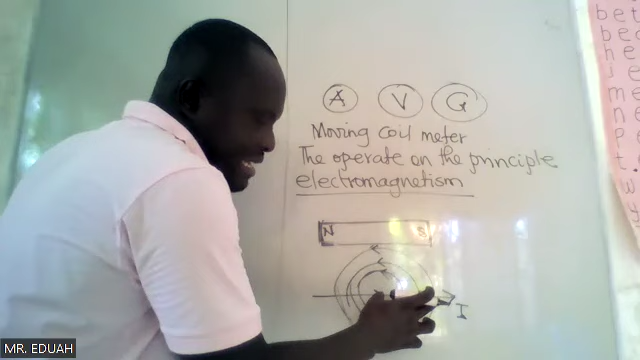 A V G
Moving coil meter
The operate on the principle
electromagnetism
N S
I
MR. EDUAH